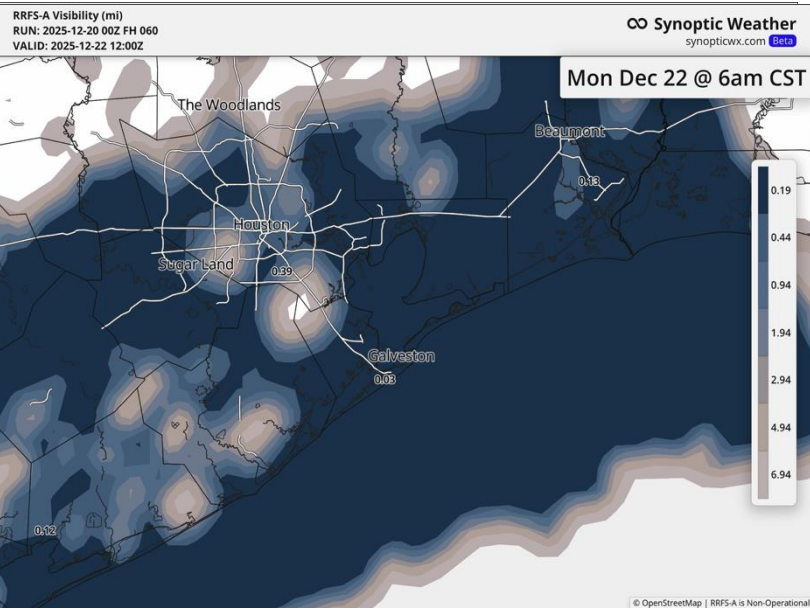 RRFS-A Visibility (mi)
RUN: 2025-12-20 00Z FH 060
VALID: 2025-12-22 12:00Z
Synoptic Weather
synopticwx.com Beta
Mon Dec 22 @ 6am CST
The Woodlands
Beaumont
0.13
Houston
Sugar Land
0.39
Galveston
0.03
0.12
0.19
0.44
0.94
1.94
2.94
4.94
6.94
© OpenStreetMap | RRFS-A is Non-Operational